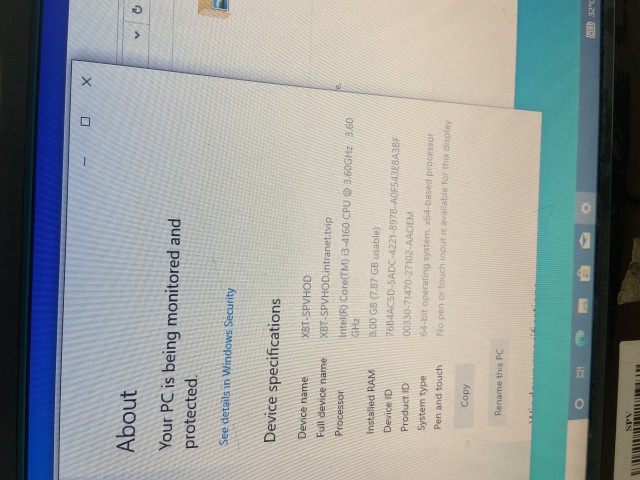 About
Your PC is being monitored and
protected.
See details in Windows Security
Device specifications
Device name XBT-SPVHOD
Full device name XBT-SPVHOD.intranet.tvip
Processor Intel(R) Core(TM) i3-4160 CPU @ 3.60GHz 3.60
GHz
Installed RAM 8,00 GB (7,87 GB usable)
Device ID 76B4AC5D-5ADC-4221-897B-A0F543EBA3BF
Product ID 00330-71470-27102-AAOEM
System type 64-bit operating system, x64-based processor
Pen and touch No pen or touch input is available for this display
Copy
Rename this PC
32°C
SPV